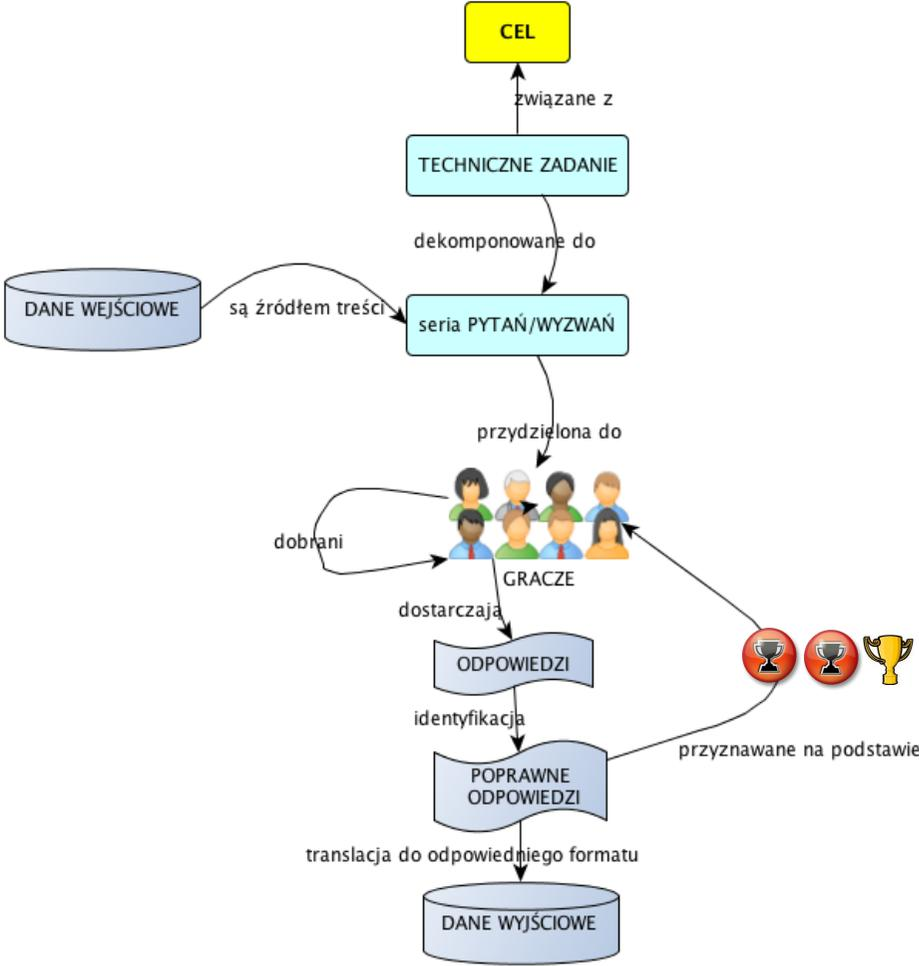 CEL
związane z
TECHNICZNE ZADANIE
dekomponowane do
DANE WEJŚCIOWE
są źródłem treści
seria PYTAŃ/WYZWAŃ
przydzielona do
dobrani
GRACZE
dostarczają
ODPOWIEDZI
identyfikacja
przyznawane na podstawie
POPRAWNE
ODPOWIEDZI
translacja do odpowiedniego formatu
DANE WYJŚCIOWE